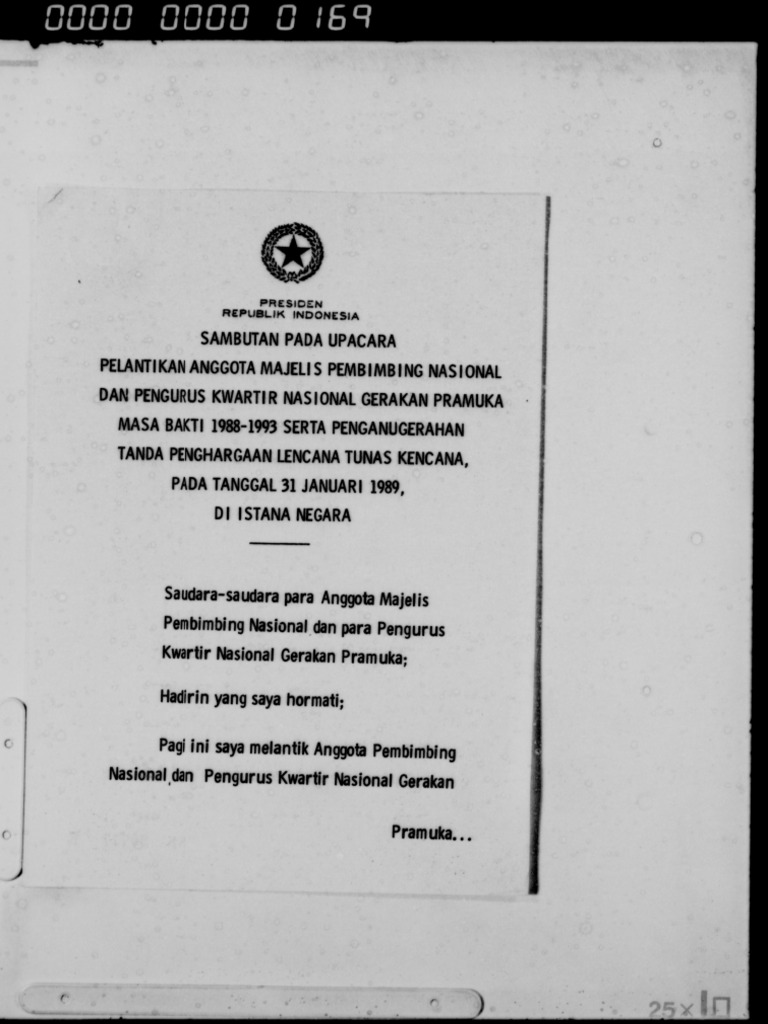 0000 0000 0169
PRESIDEN
REPUBLIK INDONESIA
SAMBUTAN PADA UPACARA
PELANTIKAN ANGGOTA MAJELIS PEMBIMBING NASIONAL
DAN PENGURUS KWARTIR NASIONAL GERAKAN PRAMUKA
MASA BAKTI 1988-1993 SERTA PENGANUGERAHAN
TANDA PENGHARGAAN LENCANA TUNAS KENCANA,
PADA TANGGAL 31 JANUARI 1989,
DI ISTANA NEGARA
Saudara-saudara para Anggota Majelis
Pembimbing Nasional dan para Pengurus
Kwartir Nasional Gerakan Pramuka;
Hadirin yang saya hormati;
Pagi ini saya melantik Anggota Pembimbing
Nasional dan Pengurus Kwartir Nasional Gerakan
Pramuka...
25x